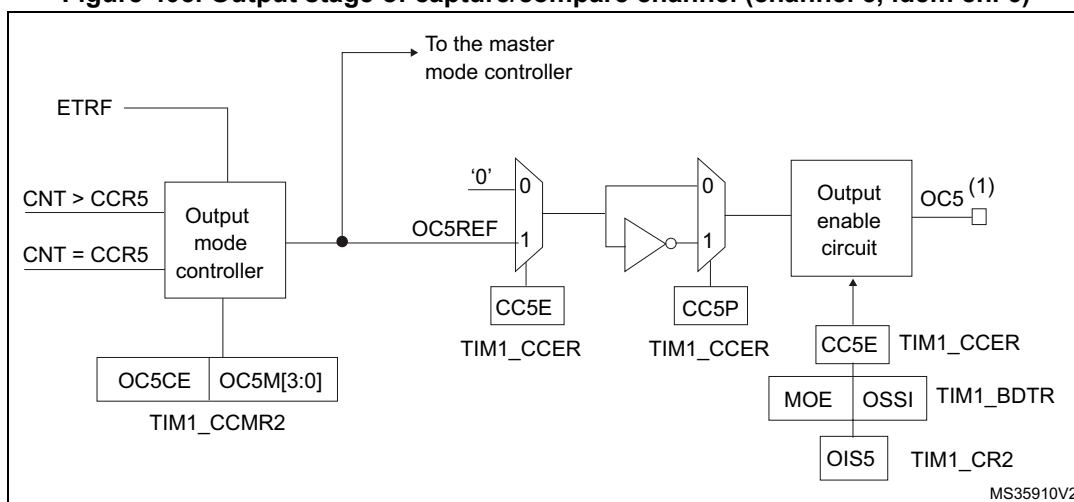 Figure 403. Output stage of capture/compare channel (channel 5, idem ch. 6)
To the master
mode controller
ETRF
CNT > CCR5
CNT = CCR5
Output
mode
controller
OC5REF
'0'
0
1
0
1
Output
enable
circuit
OC5 (1)
CC5E
TIM1_CCER
CC5P
TIM1_CCER
CC5E
TIM1_CCER
OC5CE
OC5M[3:0]
TIM1_CCMR2
MOE
OSSI
TIM1_BDTR
OIS5
TIM1_CR2
MS35910V2